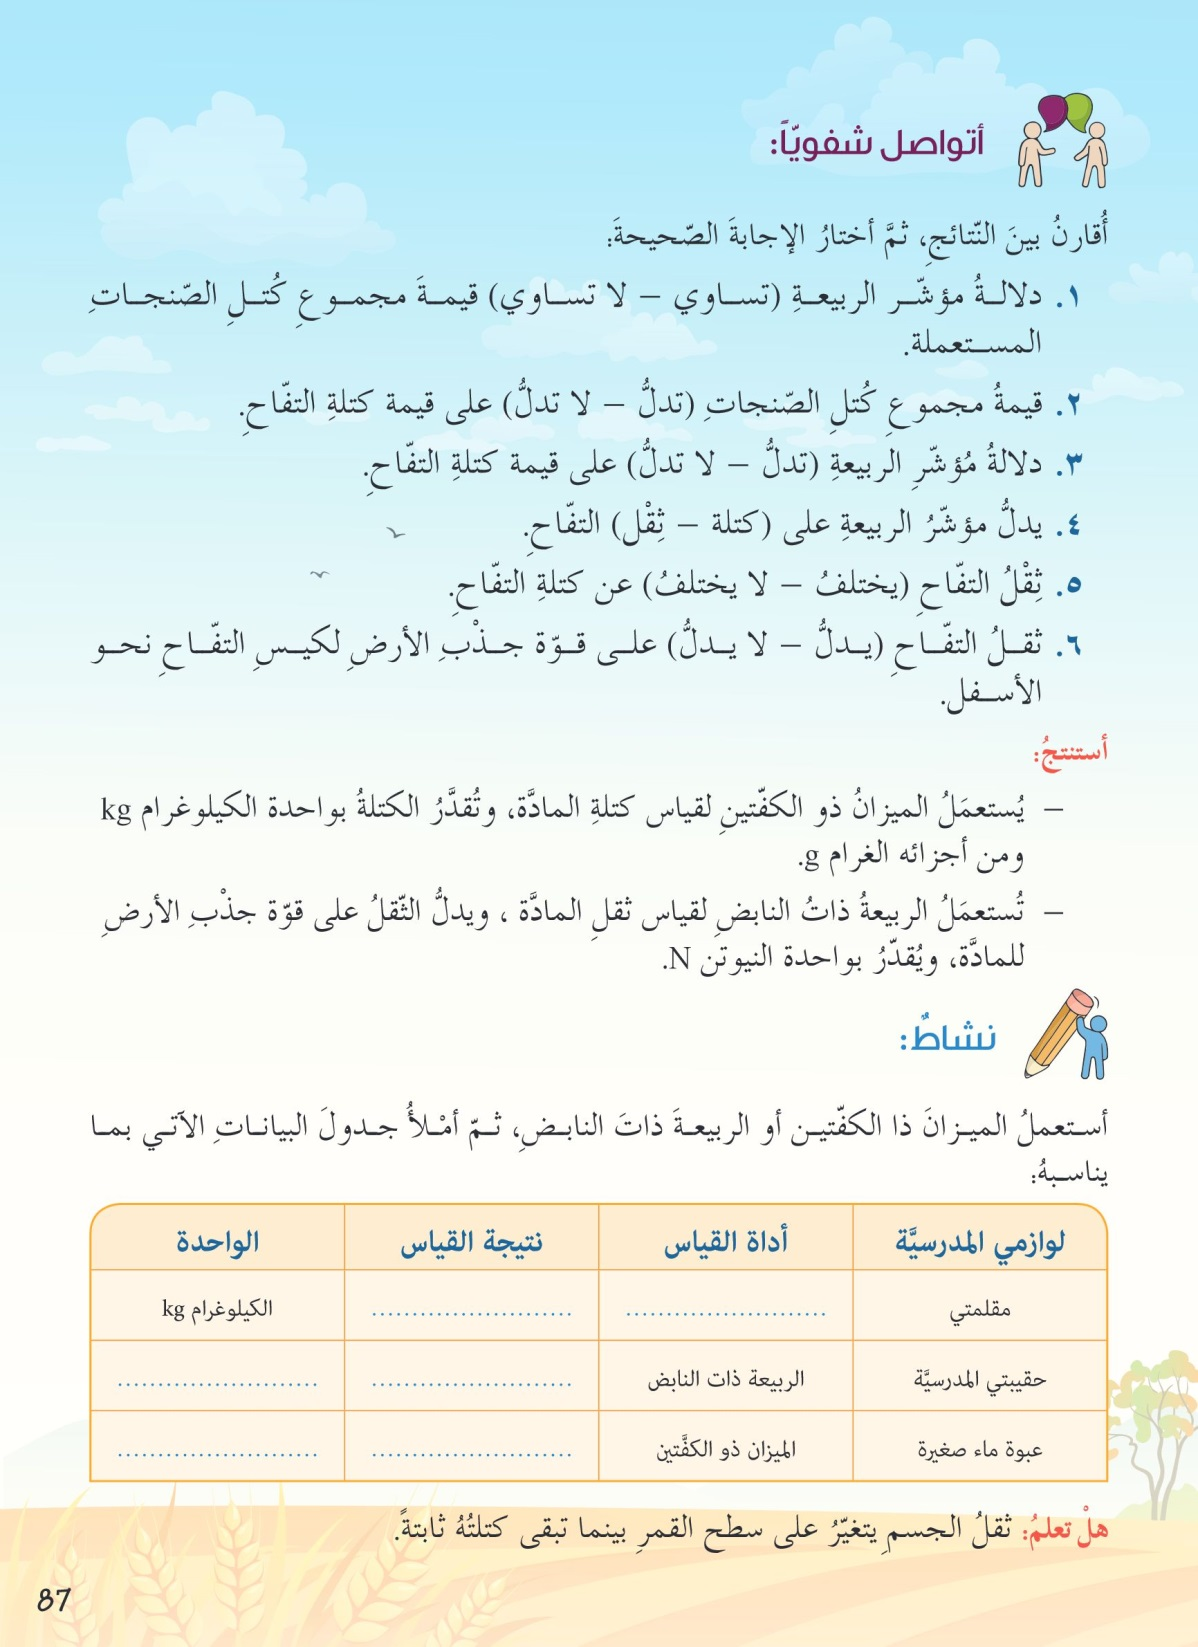 أتواصل شفويّاً:
أُقارنُ بينَ النّتائجِ، ثمَّ أختارُ الإجابةَ الصّحيحةَ:
١. دلالـةُ مؤشّـر الربيعـةِ (تسـاوي – لا تسـاوي) قيمـةَ مجمـوعِ كُتـلِ الصّنجـاتِ
المسـتعملة.
٢. قيمةُ مجموعِ كُتلِ الصّنجاتِ (تدلُّ – لا تدلُّ) على قيمة كتلةِ التفّاحِ.
٣. دلالةُ مُؤشّرِ الربيعةِ (تدلُّ – لا تدلُّ) على قيمة كتلةِ التفّاحِ.
٤. يدلُّ مؤشّرُ الربيعةِ على (كتلة – ثِقْل) التفّاحِ.
٥. ثِقْلُ التفّاحِ (يختلفُ – لا يختلفُ) عن كتلةِ التفّاحِ.
٦. ثقـلُ التفّـاحِ (يـدلُّ – لا يـدلُّ) علـى قـوّة جـذْبِ الأرضِ لكيـسِ التفّـاحِ نحـو
الأسـفل.
أستنتجُ:
– يُستعمَلُ الميزانُ ذو الكفّتينِ لقياس كتلةِ المادَّة، وتُقدَّرُ الكتلةُ بواحدة الكيلوغرام kg
ومن أجزائه الغرام g.
– تُستعمَلُ الربيعةُ ذاتُ النابضِ لقياس ثقلِ المادَّة ، ويدلُّ الثّقلُ على قوّة جذْبِ الأرضِ
للمادَّة، ويُقدّرُ بواحدة النيوتن N.
نشاطٌ:
أسـتعملُ الميـزانَ ذا الكفّتيـن أو الربيعـةَ ذاتَ النابـضِ، ثـمّ أمْـلأُ جـدولَ البيانـاتِ الآتـي بمـا
يناسـبهُ:
لوازمي المدرسيَّة أداة القياس نتيجة القياس الواحدة
مقلمتي ......................... ......................... الكيلوغرام kg
حقيبتي المدرسيَّة الربيعة ذات النابض ......................... .........................
عبوة ماء صغيرة الميزان ذو الكفَّتين ......................... .........................
هلْ تعلمُ: ثقلُ الجسمِ يتغيّرُ على سطح القمرِ بينما تبقى كتلتُهُ ثابتةً.
87